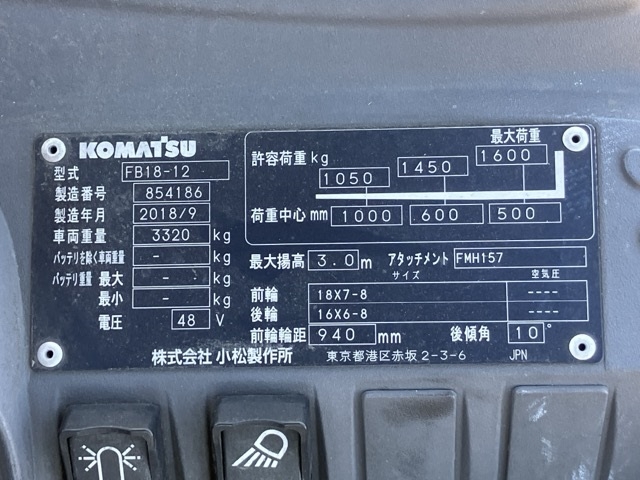 KOMATSU
型式 FB18-12
製造番号 854186
製造年月 2018/9
車両重量 3320 kg
バッテリを除く車両重量 - kg
バッテリ重量 最大 - kg
最小 - kg
電圧 48 V
最大荷重
許容荷重 kg 1050 1450 1600
荷重中心 mm 1000 600 500
最大揚高 3.0 m アタッチメント FMH157
サイズ 空気圧
前輪 18X7-8 ----
後輪 16X6-8 ----
前輪輪距 940 mm 後傾角 10°
株式会社 小松製作所 東京都港区赤坂 2-3-6 JPN